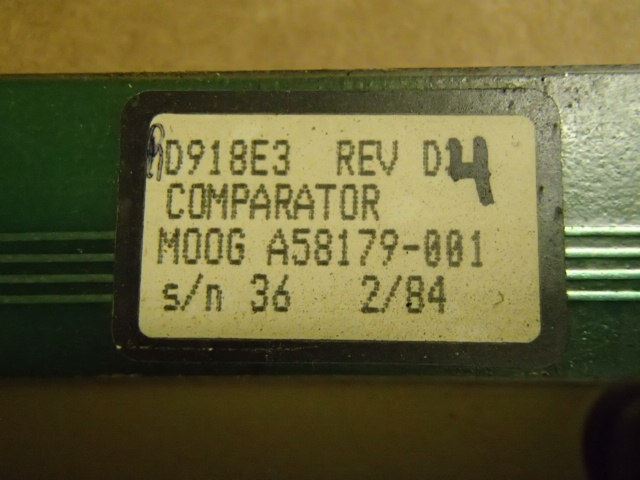 D918E3 REV D4
COMPARATOR
MOOG A58179-001
s/n 36 2/84